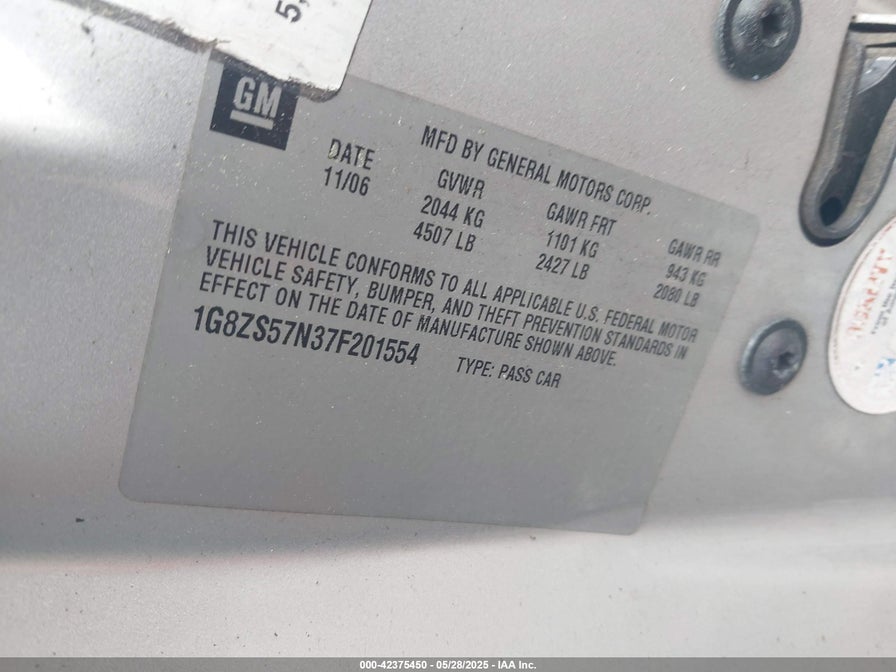 5,
GM
MFD BY GENERAL MOTORS CORP.
DATE GVWR GAWR FRT GAWR RR
11/06 2044 KG 1101 KG 943 KG
4507 LB 2427 LB 2080 LB
THIS VEHICLE CONFORMS TO ALL APPLICABLE U.S. FEDERAL MOTOR
VEHICLE SAFETY, BUMPER, AND THEFT PREVENTION STANDARDS IN
EFFECT ON THE DATE OF MANUFACTURE SHOWN ABOVE.
1G8ZS57N37F201554 TYPE: PASS CAR
000-42375450 - 05/28/2025 - IAA Inc.